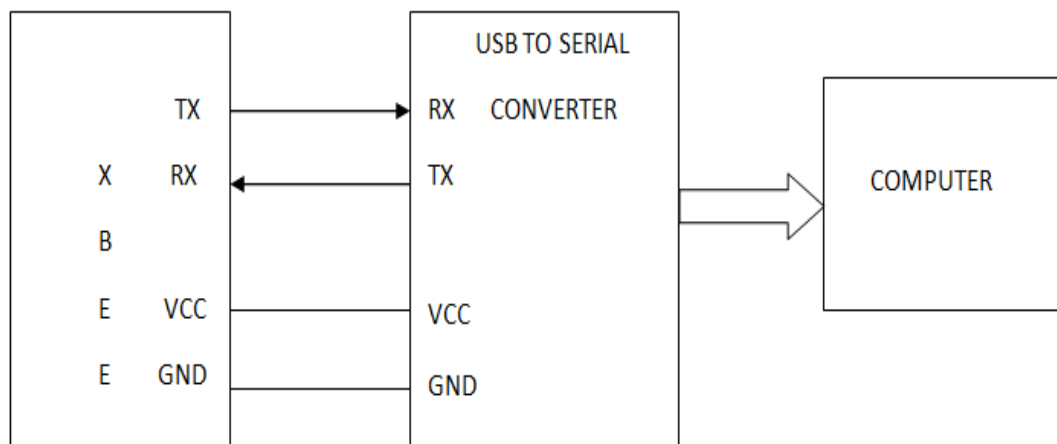 USB TO SERIAL
TX RX CONVERTER
X RX TX COMPUTER
B
E VCC VCC
E GND GND